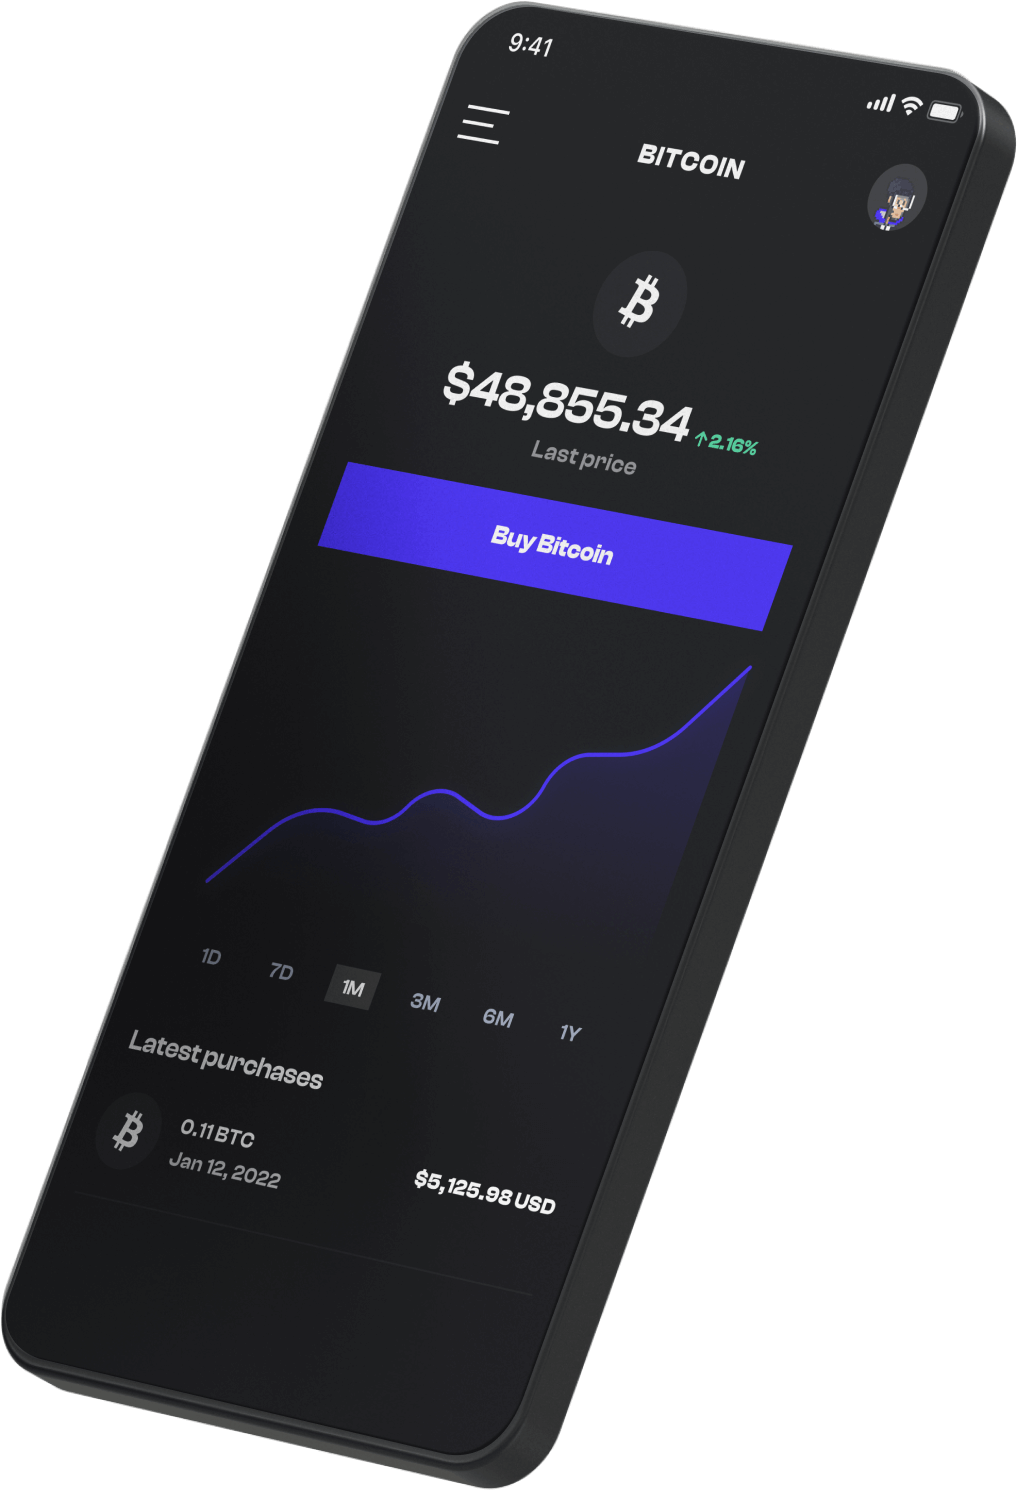 9:41
BITCOIN
$48,855.34 ↑2.16%
Last price
Buy Bitcoin
1D 7D 1M 3M 6M 1Y
Latest purchases
0.11 BTC
Jan 12, 2022
$5,125.98 USD